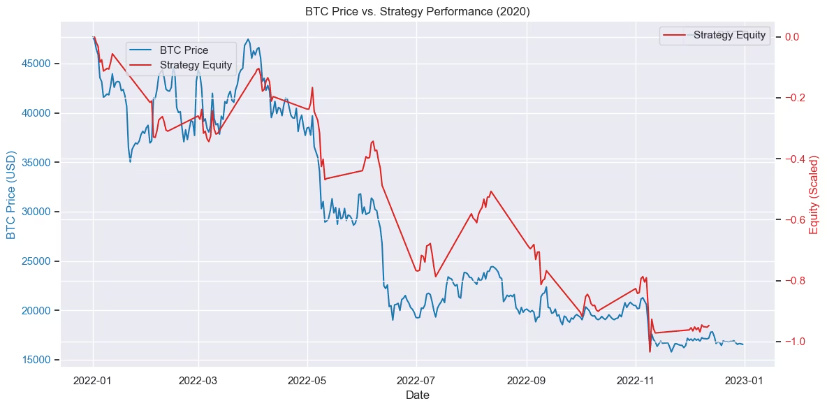 BTC Price vs. Strategy Performance (2020)
BTC Price
Strategy Equity
Strategy Equity
45000
40000
35000
30000
25000
20000
15000
BTC Price (USD)
0.0
−0.2
−0.4
−0.6
−0.8
−1.0
Equity (Scaled)
2022-01
2022-03
2022-05
2022-07
2022-09
2022-11
2023-01
Date